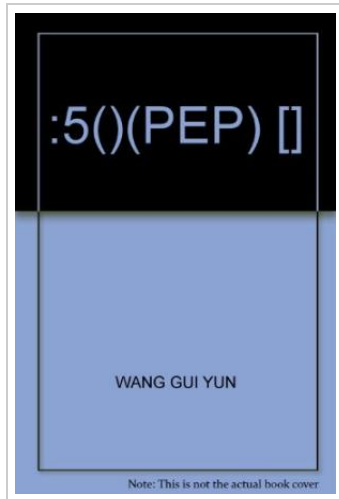 :5()(PEP) []
WANG GUI YUN
Note: This is not the actual book cover